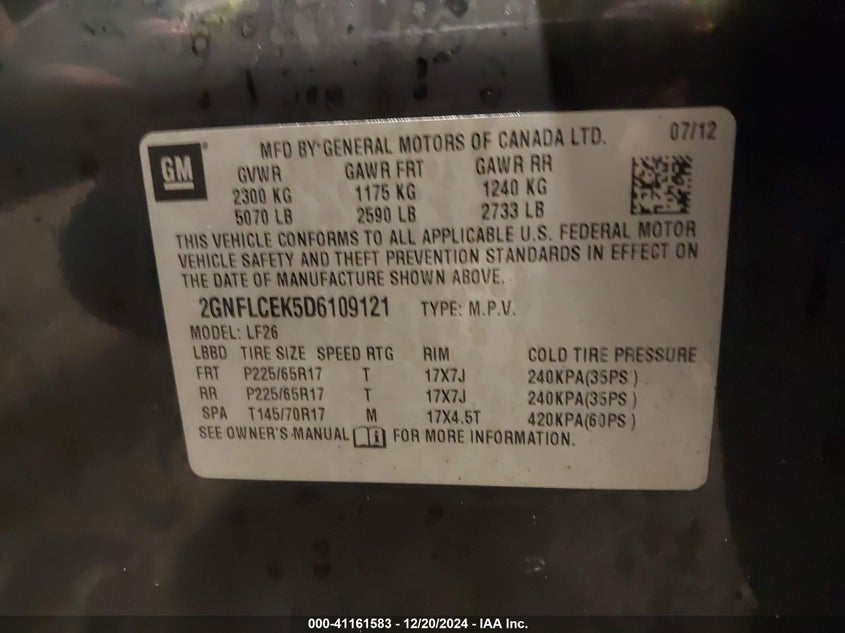 GM
MFD BY GENERAL MOTORS OF CANADA LTD. 07/12
GVWR GAWR FRT GAWR RR
2300 KG 1175 KG 1240 KG
5070 LB 2590 LB 2733 LB
THIS VEHICLE CONFORMS TO ALL APPLICABLE U.S. FEDERAL MOTOR
VEHICLE SAFETY AND THEFT PREVENTION STANDARDS IN EFFECT ON
THE DATE OF MANUFACTURE SHOWN ABOVE.
2GNFLCEK5D6109121 TYPE: M.P.V.
MODEL: LF26
LBBD TIRE SIZE SPEED RTG RIM COLD TIRE PRESSURE
FRT P225/65R17 T 17X7J 240KPA(35PS )
RR P225/65R17 T 17X7J 240KPA(35PS )
SPA T145/70R17 M 17X4.5T 420KPA(60PS )
SEE OWNER'S MANUAL FOR MORE INFORMATION.
000-41161583 - 12/20/2024 - IAA Inc.